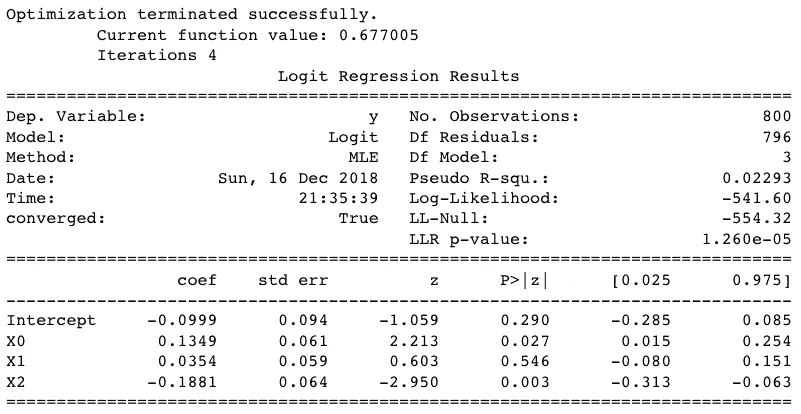 Optimization terminated successfully.
         Current function value: 0.677005
         Iterations 4
                           Logit Regression Results
==============================================================================
Dep. Variable:                      y   No. Observations:                  800
Model:                          Logit   Df Residuals:                      796
Method:                           MLE   Df Model:                            3
Date:                Sun, 16 Dec 2018   Pseudo R-squ.:                 0.02293
Time:                        21:35:39   Log-Likelihood:                -541.60
converged:                       True   LL-Null:                       -554.32
                                        LLR p-value:                 1.260e-05
==============================================================================
                 coef    std err          z      P>|z|      [0.025      0.975]
------------------------------------------------------------------------------
Intercept     -0.0999      0.094     -1.059      0.290      -0.285       0.085
X0             0.1349      0.061      2.213      0.027       0.015       0.254
X1             0.0354      0.059      0.603      0.546      -0.080       0.151
X2            -0.1881      0.064     -2.950      0.003      -0.313      -0.063
==============================================================================